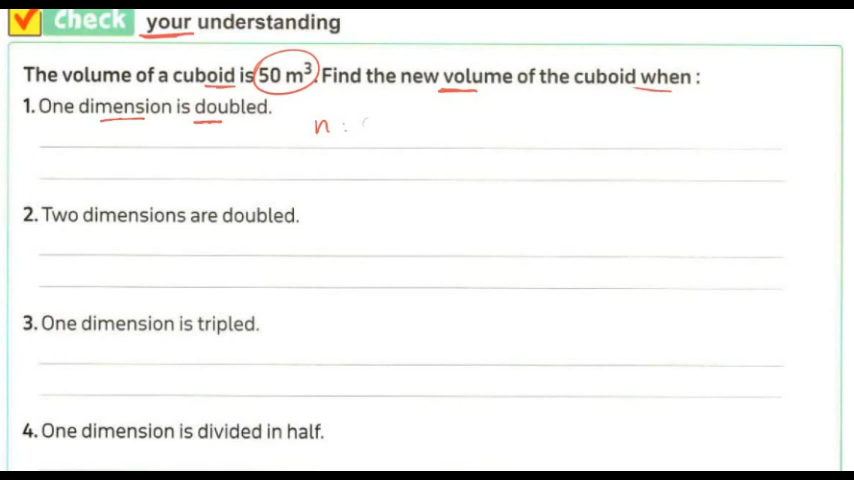 check your understanding
The volume of a cuboid is 50 m³. Find the new volume of the cuboid when :
1. One dimension is doubled.
n :
2. Two dimensions are doubled.
3. One dimension is tripled.
4. One dimension is divided in half.